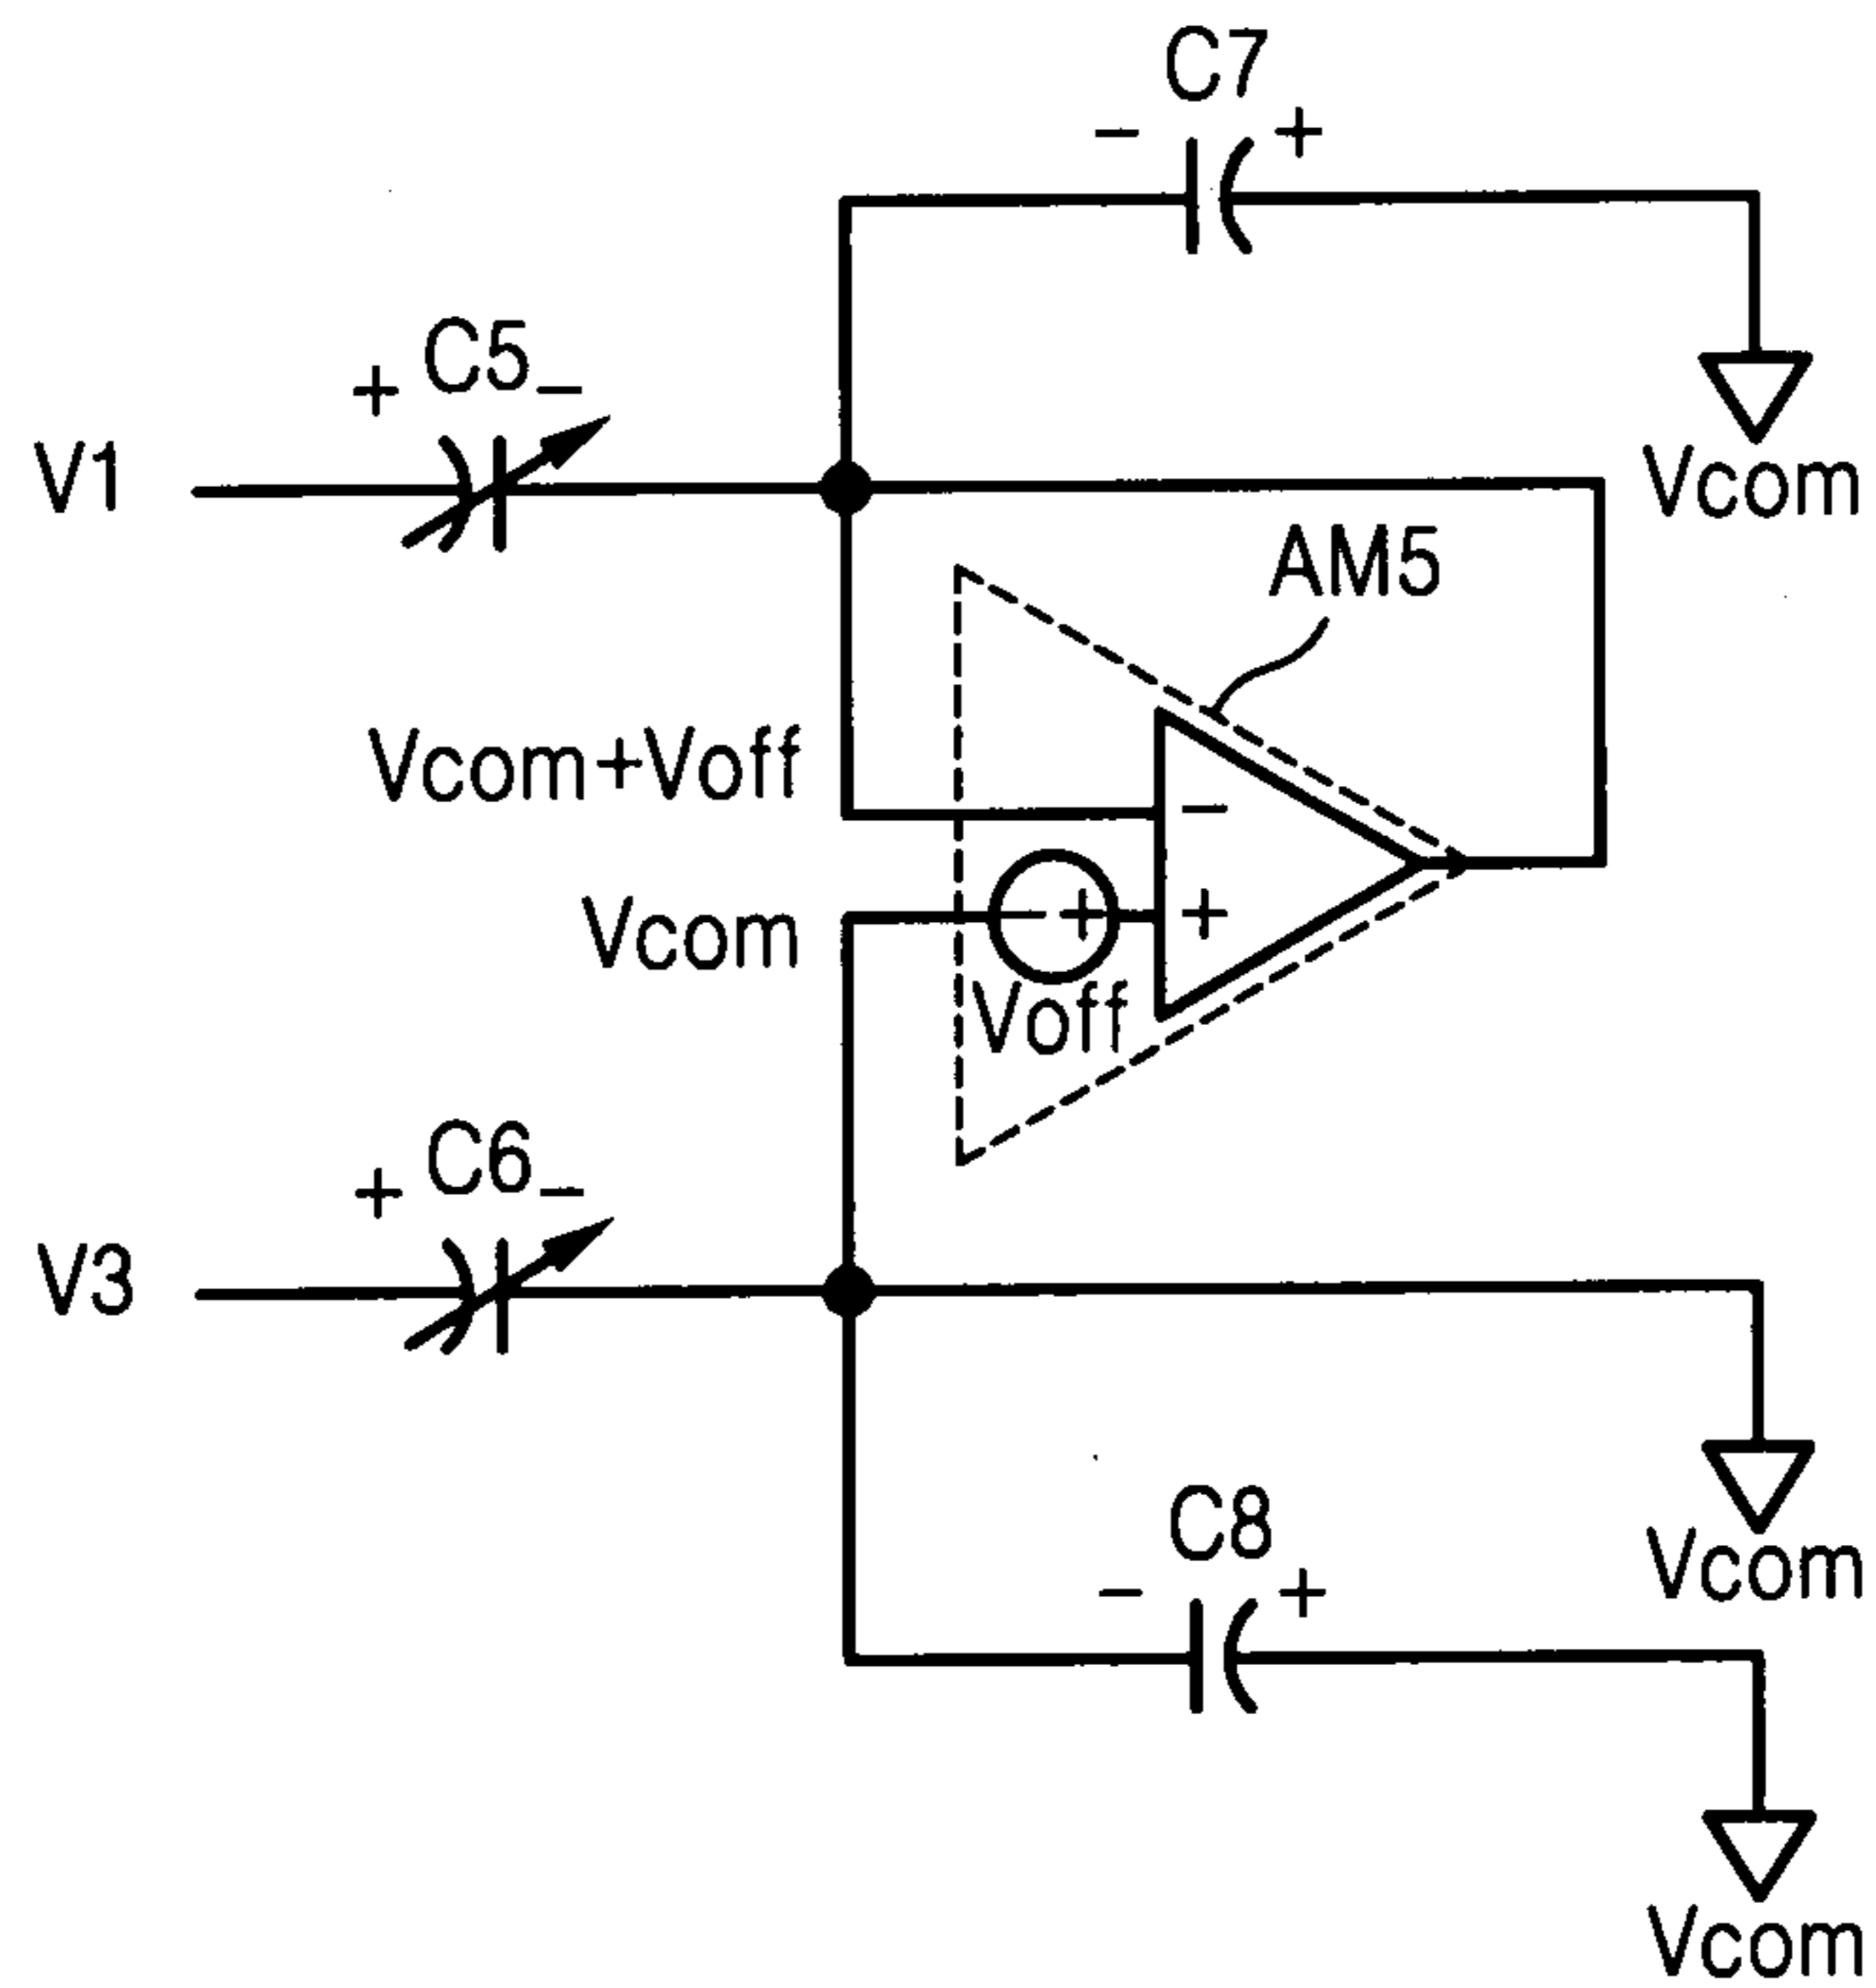 C7
- +
+ C5 -
V1
Vcom
AM5
Vcom+Voff
-
Vcom
- +
+
Voff
+ C6 -
V3
C8
- +
Vcom
Vcom